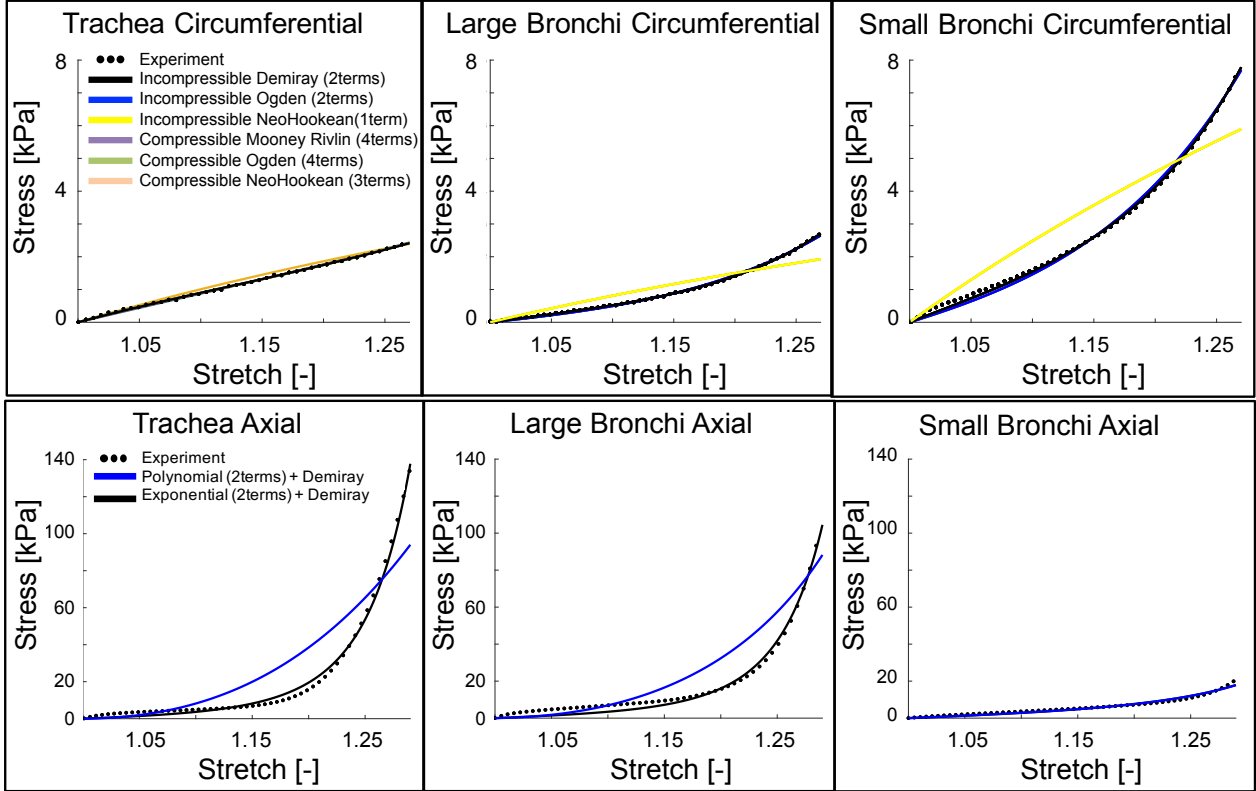 Trachea Circumferential
8
4
0
Stress [kPa]
Experiment
Incompressible Demiray (2terms)
Incompressible Ogden (2terms)
Incompressible NeoHookean(1term)
Compressible Mooney Rivlin (4terms)
Compressible Ogden (4terms)
Compressible NeoHookean (3terms)
1.05 1.15 1.25
Stretch [-]
Large Bronchi Circumferential
8
4
0
Stress [kPa]
1.05 1.15 1.25
Stretch [-]
Small Bronchi Circumferential
8
4
0
Stress [kPa]
1.05 1.15 1.25
Stretch [-]
Trachea Axial
140
100
60
20
0
Stress [kPa]
Experiment
Polynomial (2terms) + Demiray
Exponential (2terms) + Demiray
1.05 1.15 1.25
Stretch [-]
Large Bronchi Axial
140
100
60
20
0
Stress [kPa]
1.05 1.15 1.25
Stretch [-]
Small Bronchi Axial
140
100
60
20
0
Stress [kPa]
1.05 1.15 1.25
Stretch [-]